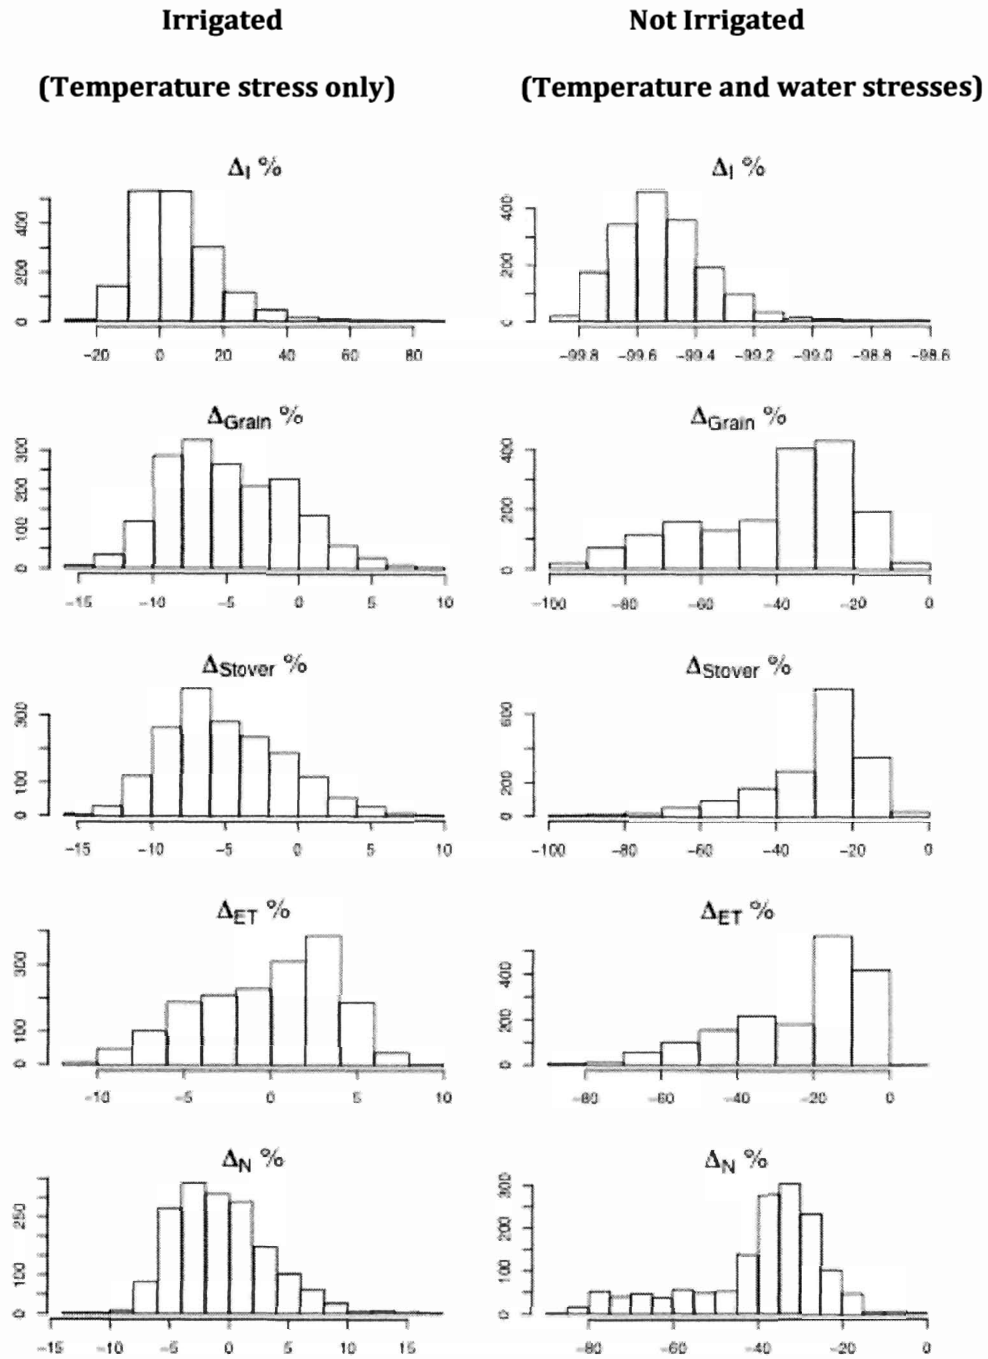 Irrigated Not Irrigated
(Temperature stress only) (Temperature and water stresses)
ΔI % ΔI %
400 400
200 200
0 0
-20 0 20 40 60 80 -99.8 -99.6 -99.4 -99.2 -99.0 -98.8 -98.6
ΔGrain % ΔGrain %
300 400
200 200
100 0
0
-15 -10 -5 0 5 10 -100 -80 -60 -40 -20 0
ΔStover % ΔStover %
300 600
100 200
0 0
-15 -10 -5 0 5 10 -100 -80 -60 -40 -20 0
ΔET % ΔET %
300 400
100 200
0 0
-10 -5 0 5 10 -80 -60 -40 -20 0
ΔN % ΔN %
250 300
100 200
0 100
0
-15 -10 -5 0 5 10 15 -80 -60 -40 -20 0